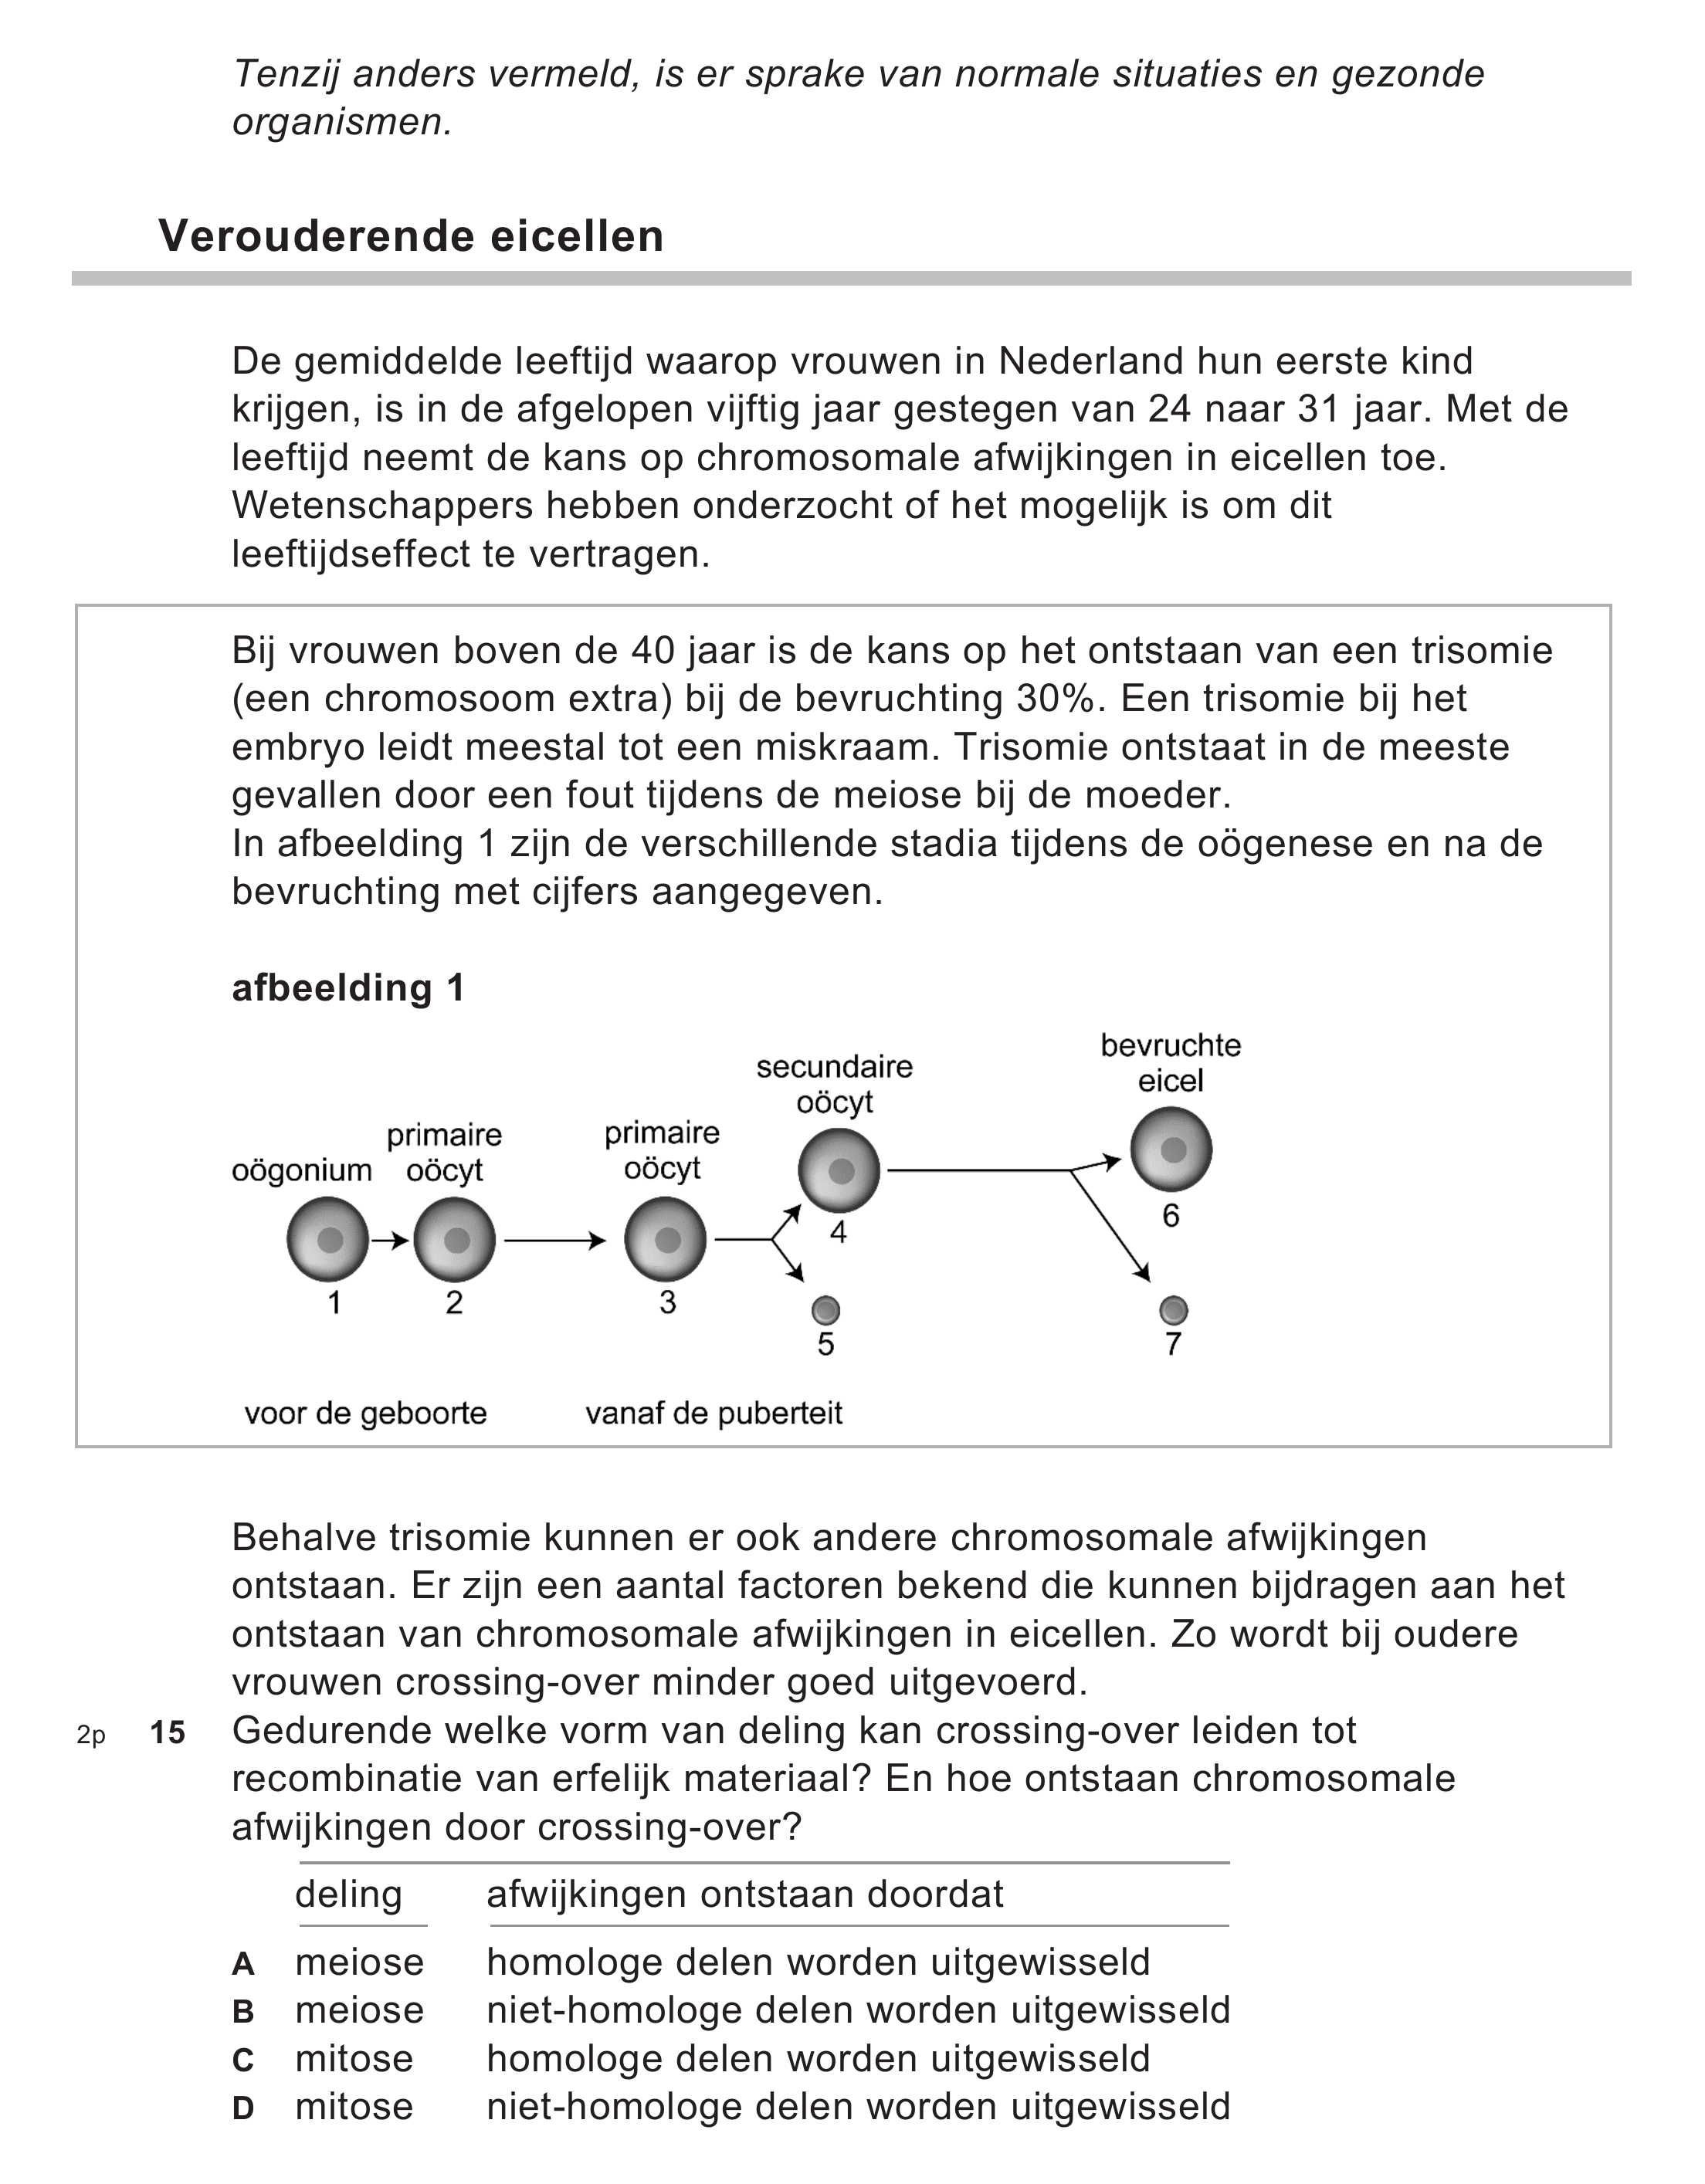 Tenzij anders vermeld, is er sprake van normale situaties en gezonde
organismen.
Verouderende eicellen
De gemiddelde leeftijd waarop vrouwen in Nederland hun eerste kind
krijgen, is in de afgelopen vijftig jaar gestegen van 24 naar 31 jaar. Met de
leeftijd neemt de kans op chromosomale afwijkingen in eicellen toe.
Wetenschappers hebben onderzocht of het mogelijk is om dit
leeftijdseffect te vertragen.
Bij vrouwen boven de 40 jaar is de kans op het ontstaan van een trisomie
(een chromosoom extra) bij de bevruchting 30%. Een trisomie bij het
embryo leidt meestal tot een miskraam. Trisomie ontstaat in de meeste
gevallen door een fout tijdens de meiose bij de moeder.
In afbeelding 1 zijn de verschillende stadia tijdens de oögenese en na de
bevruchting met cijfers aangegeven.
afbeelding 1
bevruchte
eicel
secundaire
oöcyt
primaire
oöcyt
primaire
oöcyt
oögonium
1
2
3
4
5
6
7
voor de geboorte
vanaf de puberteit
Behalve trisomie kunnen er ook andere chromosomale afwijkingen
ontstaan. Er zijn een aantal factoren bekend die kunnen bijdragen aan het
ontstaan van chromosomale afwijkingen in eicellen. Zo wordt bij oudere
vrouwen crossing-over minder goed uitgevoerd.
2p 15 Gedurende welke vorm van deling kan crossing-over leiden tot
recombinatie van erfelijk materiaal? En hoe ontstaan chromosomale
afwijkingen door crossing-over?
deling afwijkingen ontstaan doordat
A meiose homologe delen worden uitgewisseld
B meiose niet-homologe delen worden uitgewisseld
C mitose homologe delen worden uitgewisseld
D mitose niet-homologe delen worden uitgewisseld